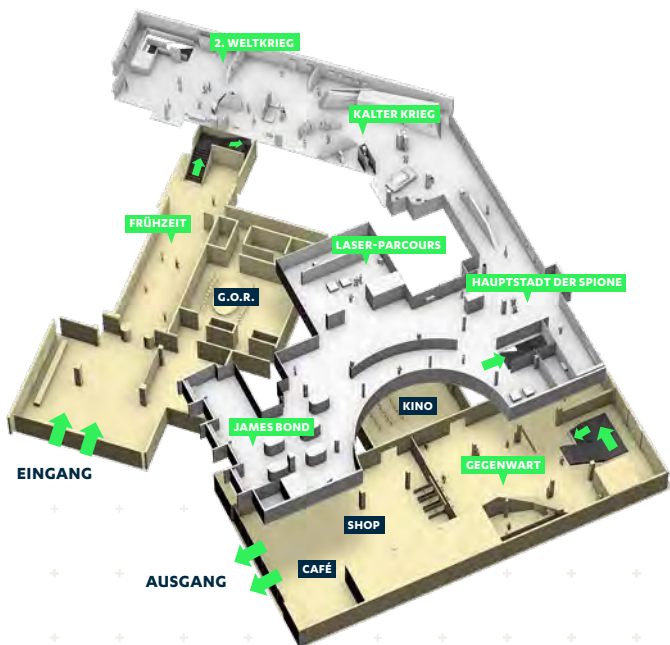 2. WELTKRIEG
KALTER KRIEG
FRÜHZEIT
LASER-PARCOURS
HAUPTSTADT DER SPIONE
G.O.R.
KINO
JAMES BOND
GEGENWART
EINGANG
SHOP
CAFÉ
AUSGANG